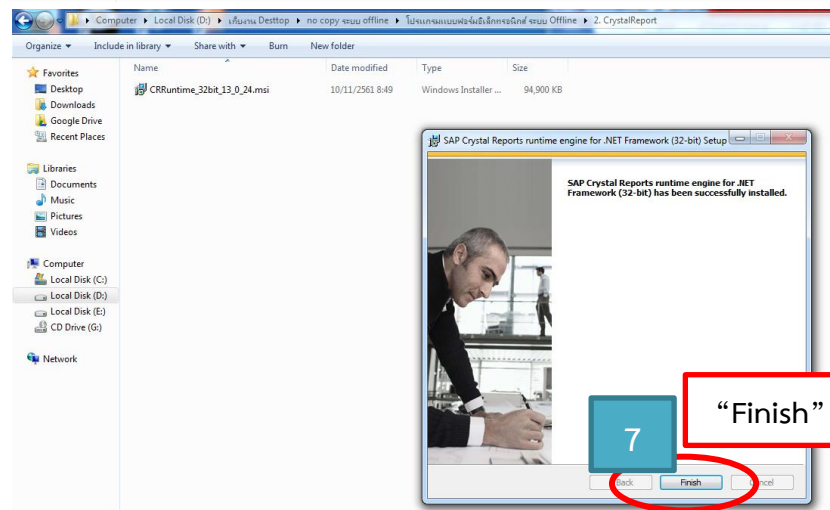 Computer ▸ Local Disk (D:) ▸ เก็บงาน Desttop ▸ no copy ระบบ offline ▸ โปรแกรมแบบฟอร์มอิเล็กทรอนิกส์ ระบบ Offline ▸ 2. CrystalReport
Organize Include in library Share with Burn New folder
Name Date modified Type Size
CRRuntime_32bit_13_0_24.msi 10/11/2561 8:49 Windows Installer ... 94,900 KB
Favorites
Desktop
Downloads
Google Drive
Recent Places
Libraries
Documents
Music
Pictures
Videos
Computer
Local Disk (C:)
Local Disk (D:)
Local Disk (E:)
CD Drive (G:)
Network
SAP Crystal Reports runtime engine for .NET Framework (32-bit) Setup
SAP Crystal Reports runtime engine for .NET
Framework (32-bit) has been successfully installed.
7
“Finish”
Back Finish Cancel